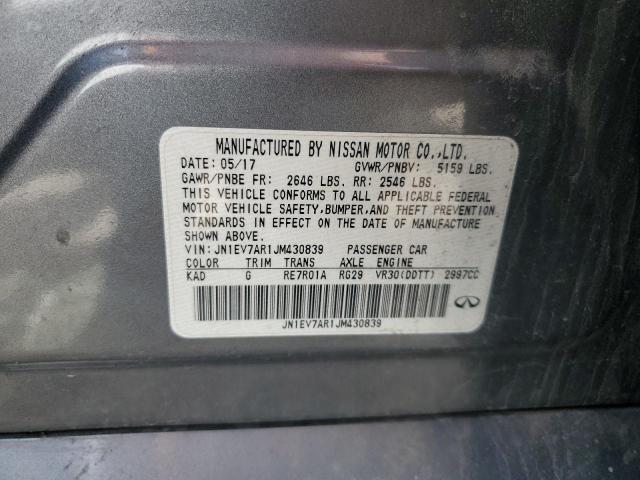 MANUFACTURED BY NISSAN MOTOR CO.,LTD.
DATE: 05/17 GVWR/PNBV: 5159 LBS.
GAWR/PNBE FR: 2646 LBS. RR: 2546 LBS.
THIS VEHICLE CONFORMS TO ALL APPLICABLE FEDERAL
MOTOR VEHICLE SAFETY,BUMPER,AND THEFT PREVENTION
STANDARDS IN EFFECT ON THE DATE OF MANUFACTURE
SHOWN ABOVE.
VIN: JN1EV7AR1JM430839 PASSENGER CAR
COLOR TRIM TRANS AXLE ENGINE
KAD G RE7R01A RG29 VR30(DDTT) 2997CC
JN1EV7AR1JM430839